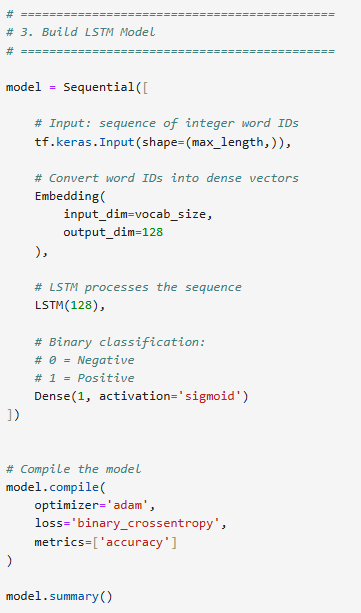 # ============================================
# 3. Build LSTM Model
# ============================================
model = Sequential([
# Input: sequence of integer word IDs
tf.keras.Input(shape=(max_length,)),
# Convert word IDs into dense vectors
Embedding(
input_dim=vocab_size,
output_dim=128
),
# LSTM processes the sequence
LSTM(128),
# Binary classification:
# 0 = Negative
# 1 = Positive
Dense(1, activation='sigmoid')
])
# Compile the model
model.compile(
optimizer='adam',
loss='binary_crossentropy',
metrics=['accuracy']
)
model.summary()